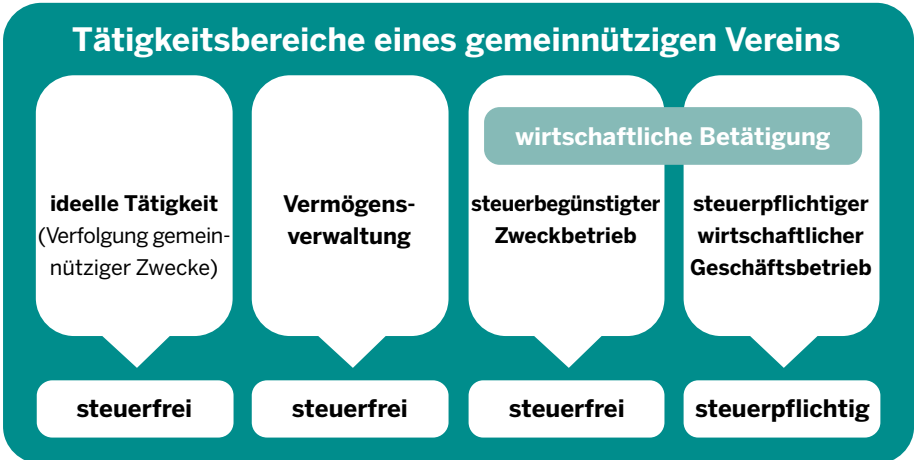 Tätigkeitsbereiche eines gemeinnützigen Vereins
ideelle Tätigkeit
(Verfolgung gemein-
nütziger Zwecke)
steuerfrei
Vermögens-
verwaltung
steuerfrei
wirtschaftliche Betätigung
steuerbegünstigter
Zweckbetrieb
steuerfrei
steuerpflichtiger
wirtschaftlicher
Geschäftsbetrieb
steuerpflichtig